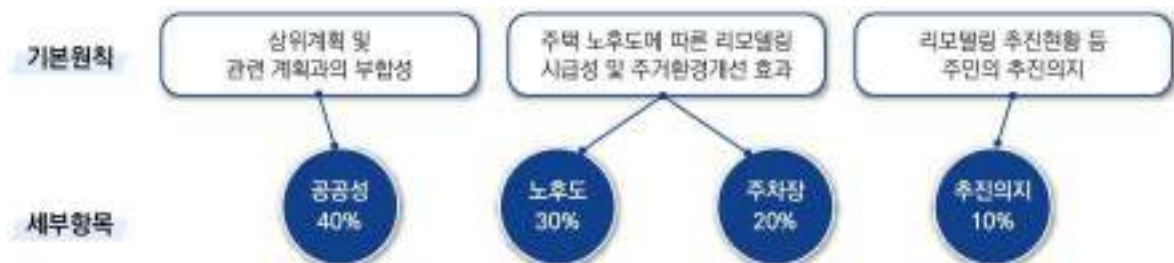 기본원칙
상위계획 및
관련 계획과의 부합성
주택 노후도에 따른 리모델링
시급성 및 주거환경개선 효과
리모델링 추진현황 등
주민의 추진의지
세부항목
공공성
40%
노후도
30%
주차장
20%
추진의지
10%